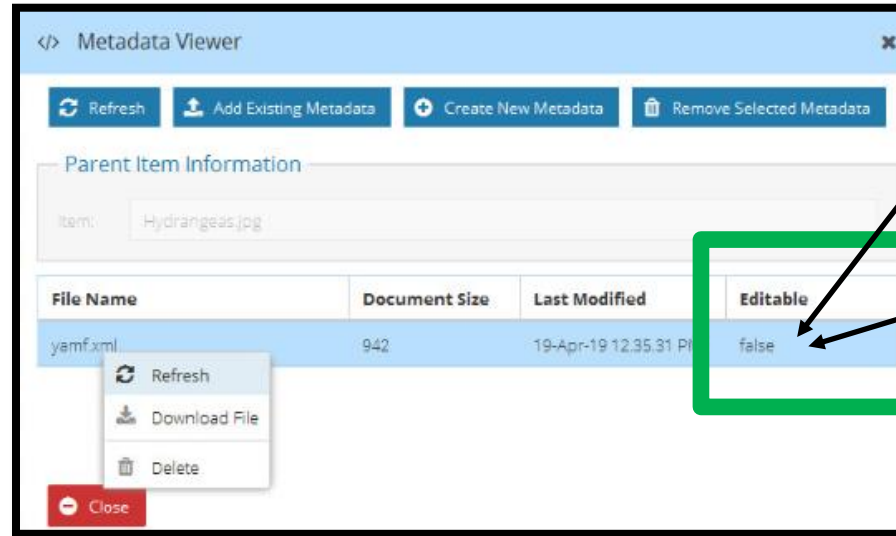 </> Metadata Viewer
Refresh Add Existing Metadata Create New Metadata Remove Selected Metadata
Parent Item Information
Item: Hydrangeas.jpg
File Name Document Size Last Modified Editable
yamf.xml 942 19-Apr-19 12.35.31 false
Refresh
Download File
Delete
Close